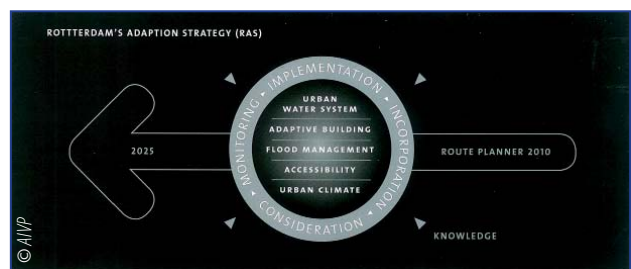 ROTTTERDAM'S ADAPTION STRATEGY (RAS)
MONITORING ▸ IMPLEMENTATION ▸ INCORPORATION ▸ CONSIDERATION ▸
URBAN
WATER SYSTEM
ADAPTIVE BUILDING
FLOOD MANAGEMENT
ACCESSIBILITY
URBAN CLIMATE
2025
ROUTE PLANNER 2010
KNOWLEDGE
© AIVP